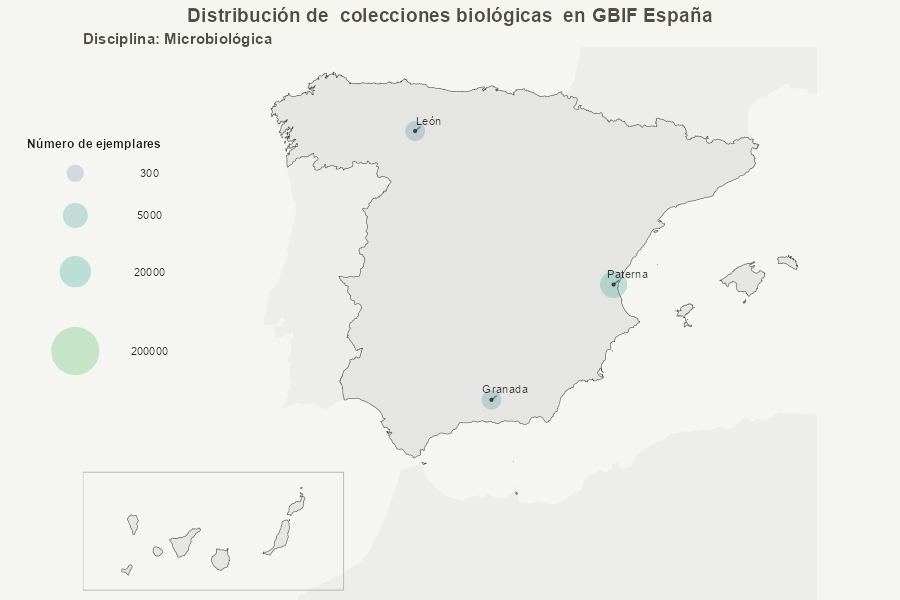 Distribución de  colecciones biológicas  en GBIF España
Disciplina: Microbiológica
León
Número de ejemplares
300
5000
20000
200000
Paterna
Granada